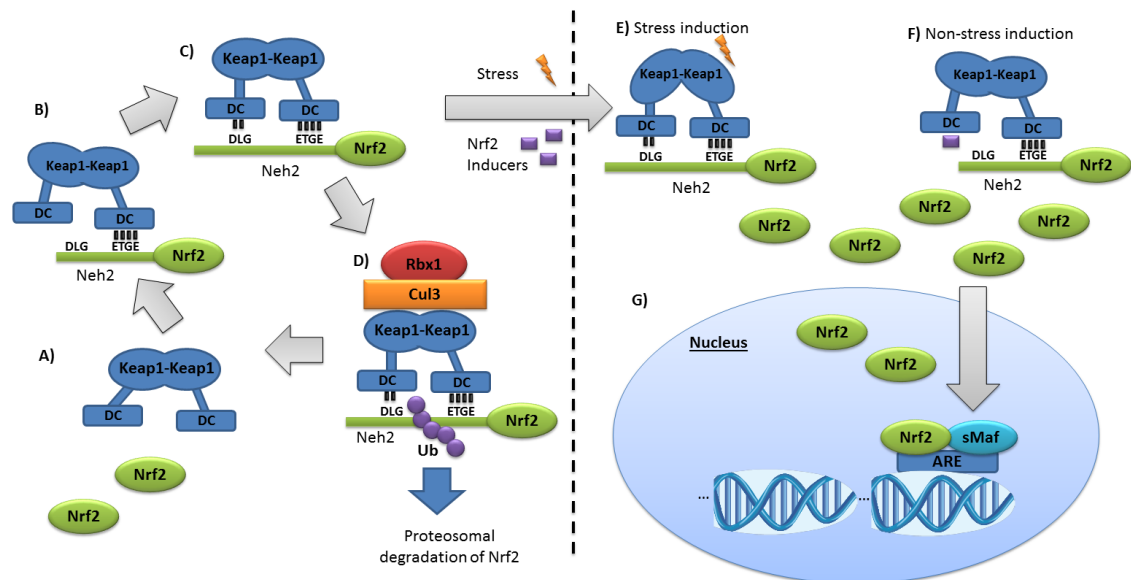 B)
Keap1-Keap1
DC
DC
DLG
ETGE
Nrf2
Neh2
C)
Keap1-Keap1
DC
DC
DLG
ETGE
Nrf2
Neh2
Stress
Nrf2
Inducers
A)
Keap1-Keap1
DC
DC
Nrf2
Nrf2
D)
Rbx1
Cul3
Keap1-Keap1
DC
DC
DLG
ETGE
Nrf2
Neh2
Ub
Proteosomal
degradation of Nrf2
E) Stress induction
Keap1-Keap1
DC
DC
DLG
ETGE
Nrf2
Neh2
F) Non-stress induction
Keap1-Keap1
DC
DC
DLG
ETGE
Nrf2
Neh2
Nrf2
Nrf2
Nrf2
Nrf2
Nrf2
G)
Nucleus
Nrf2
Nrf2
Nrf2
sMaf
ARE
...
...